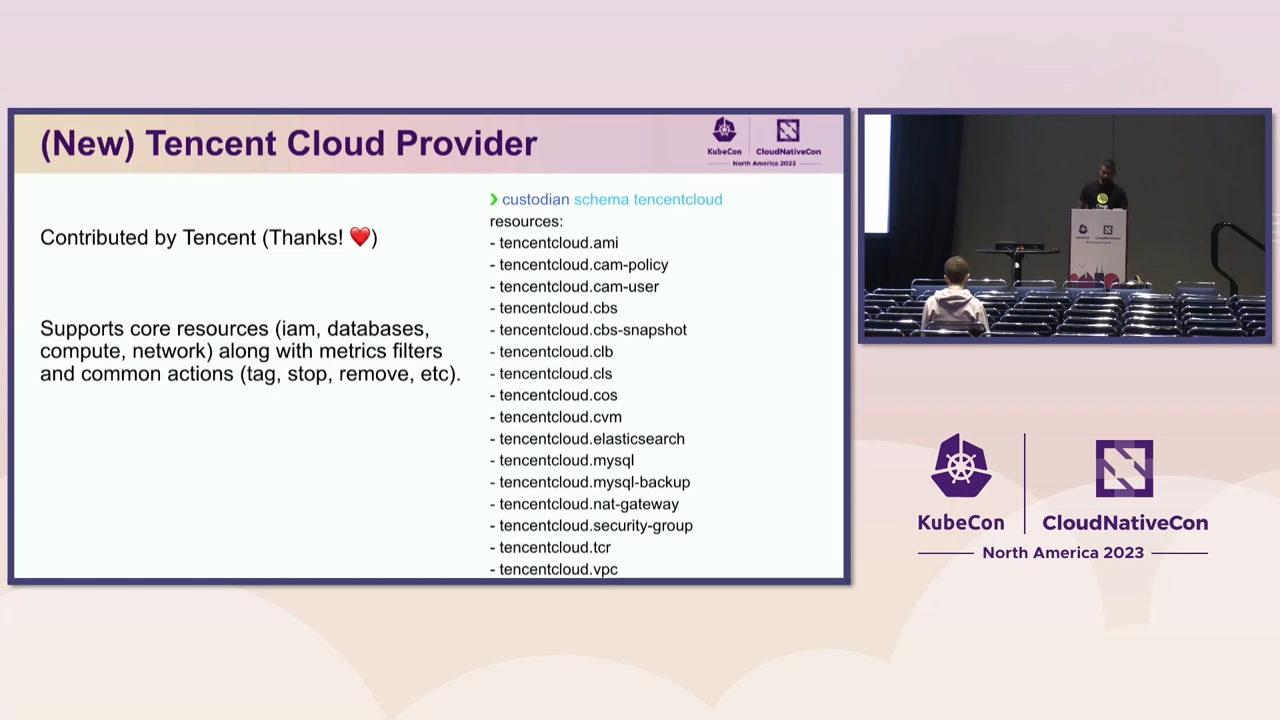 (New) Tencent Cloud Provider
KubeCon
CloudNativeCon
North America 2023
Contributed by Tencent (Thanks! ❤️)
Supports core resources (iam, databases,
compute, network) along with metrics filters
and common actions (tag, stop, remove, etc).
❯ custodian schema tencentcloud
resources:
- tencentcloud.ami
- tencentcloud.cam-policy
- tencentcloud.cam-user
- tencentcloud.cbs
- tencentcloud.cbs-snapshot
- tencentcloud.clb
- tencentcloud.cls
- tencentcloud.cos
- tencentcloud.cvm
- tencentcloud.elasticsearch
- tencentcloud.mysql
- tencentcloud.mysql-backup
- tencentcloud.nat-gateway
- tencentcloud.security-group
- tencentcloud.tcr
- tencentcloud.vpc
KubeCon
CloudNativeCon
North America 2023